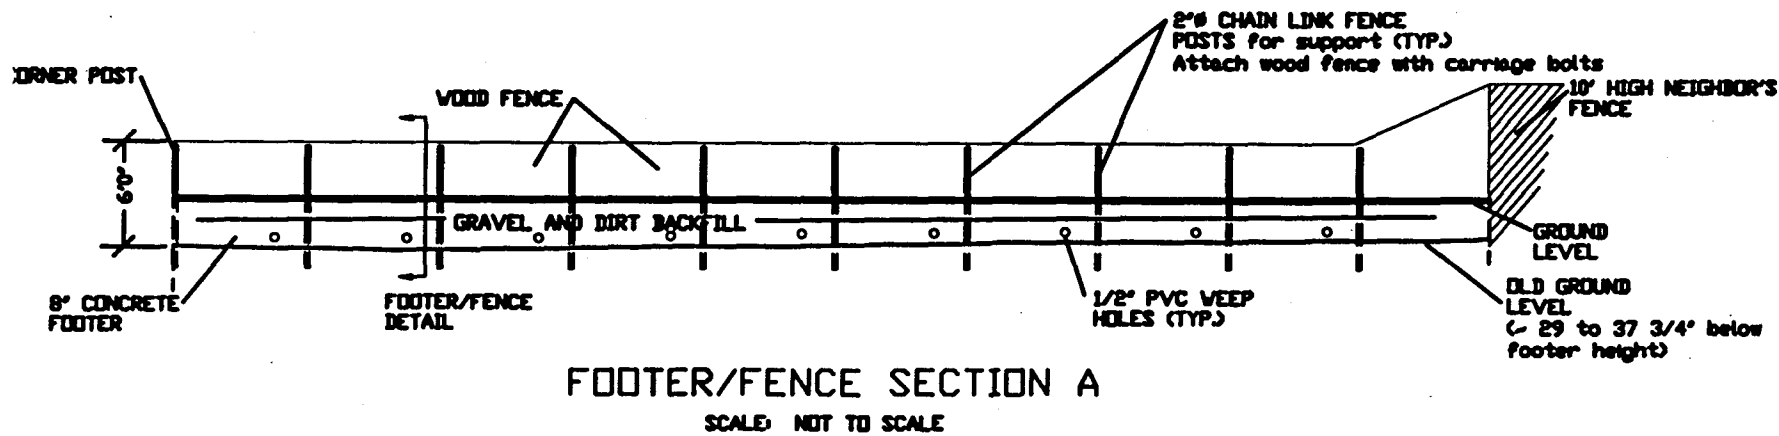 2"ø CHAIN LINK FENCE
POSTS for support (TYP.)
Attach wood fence with carriage bolts
CORNER POST
WOOD FENCE
10' HIGH NEIGHBOR'S
FENCE
6'0"
GRAVEL AND DIRT BACKFILL
GROUND
LEVEL
8" CONCRETE
FOOTER
FOOTER/FENCE
DETAIL
1/2" PVC WEEP
HOLES (TYP.)
OLD GROUND
LEVEL
(~ 29 to 37 3/4" below
footer height)
FOOTER/FENCE SECTION A
SCALE: NOT TO SCALE